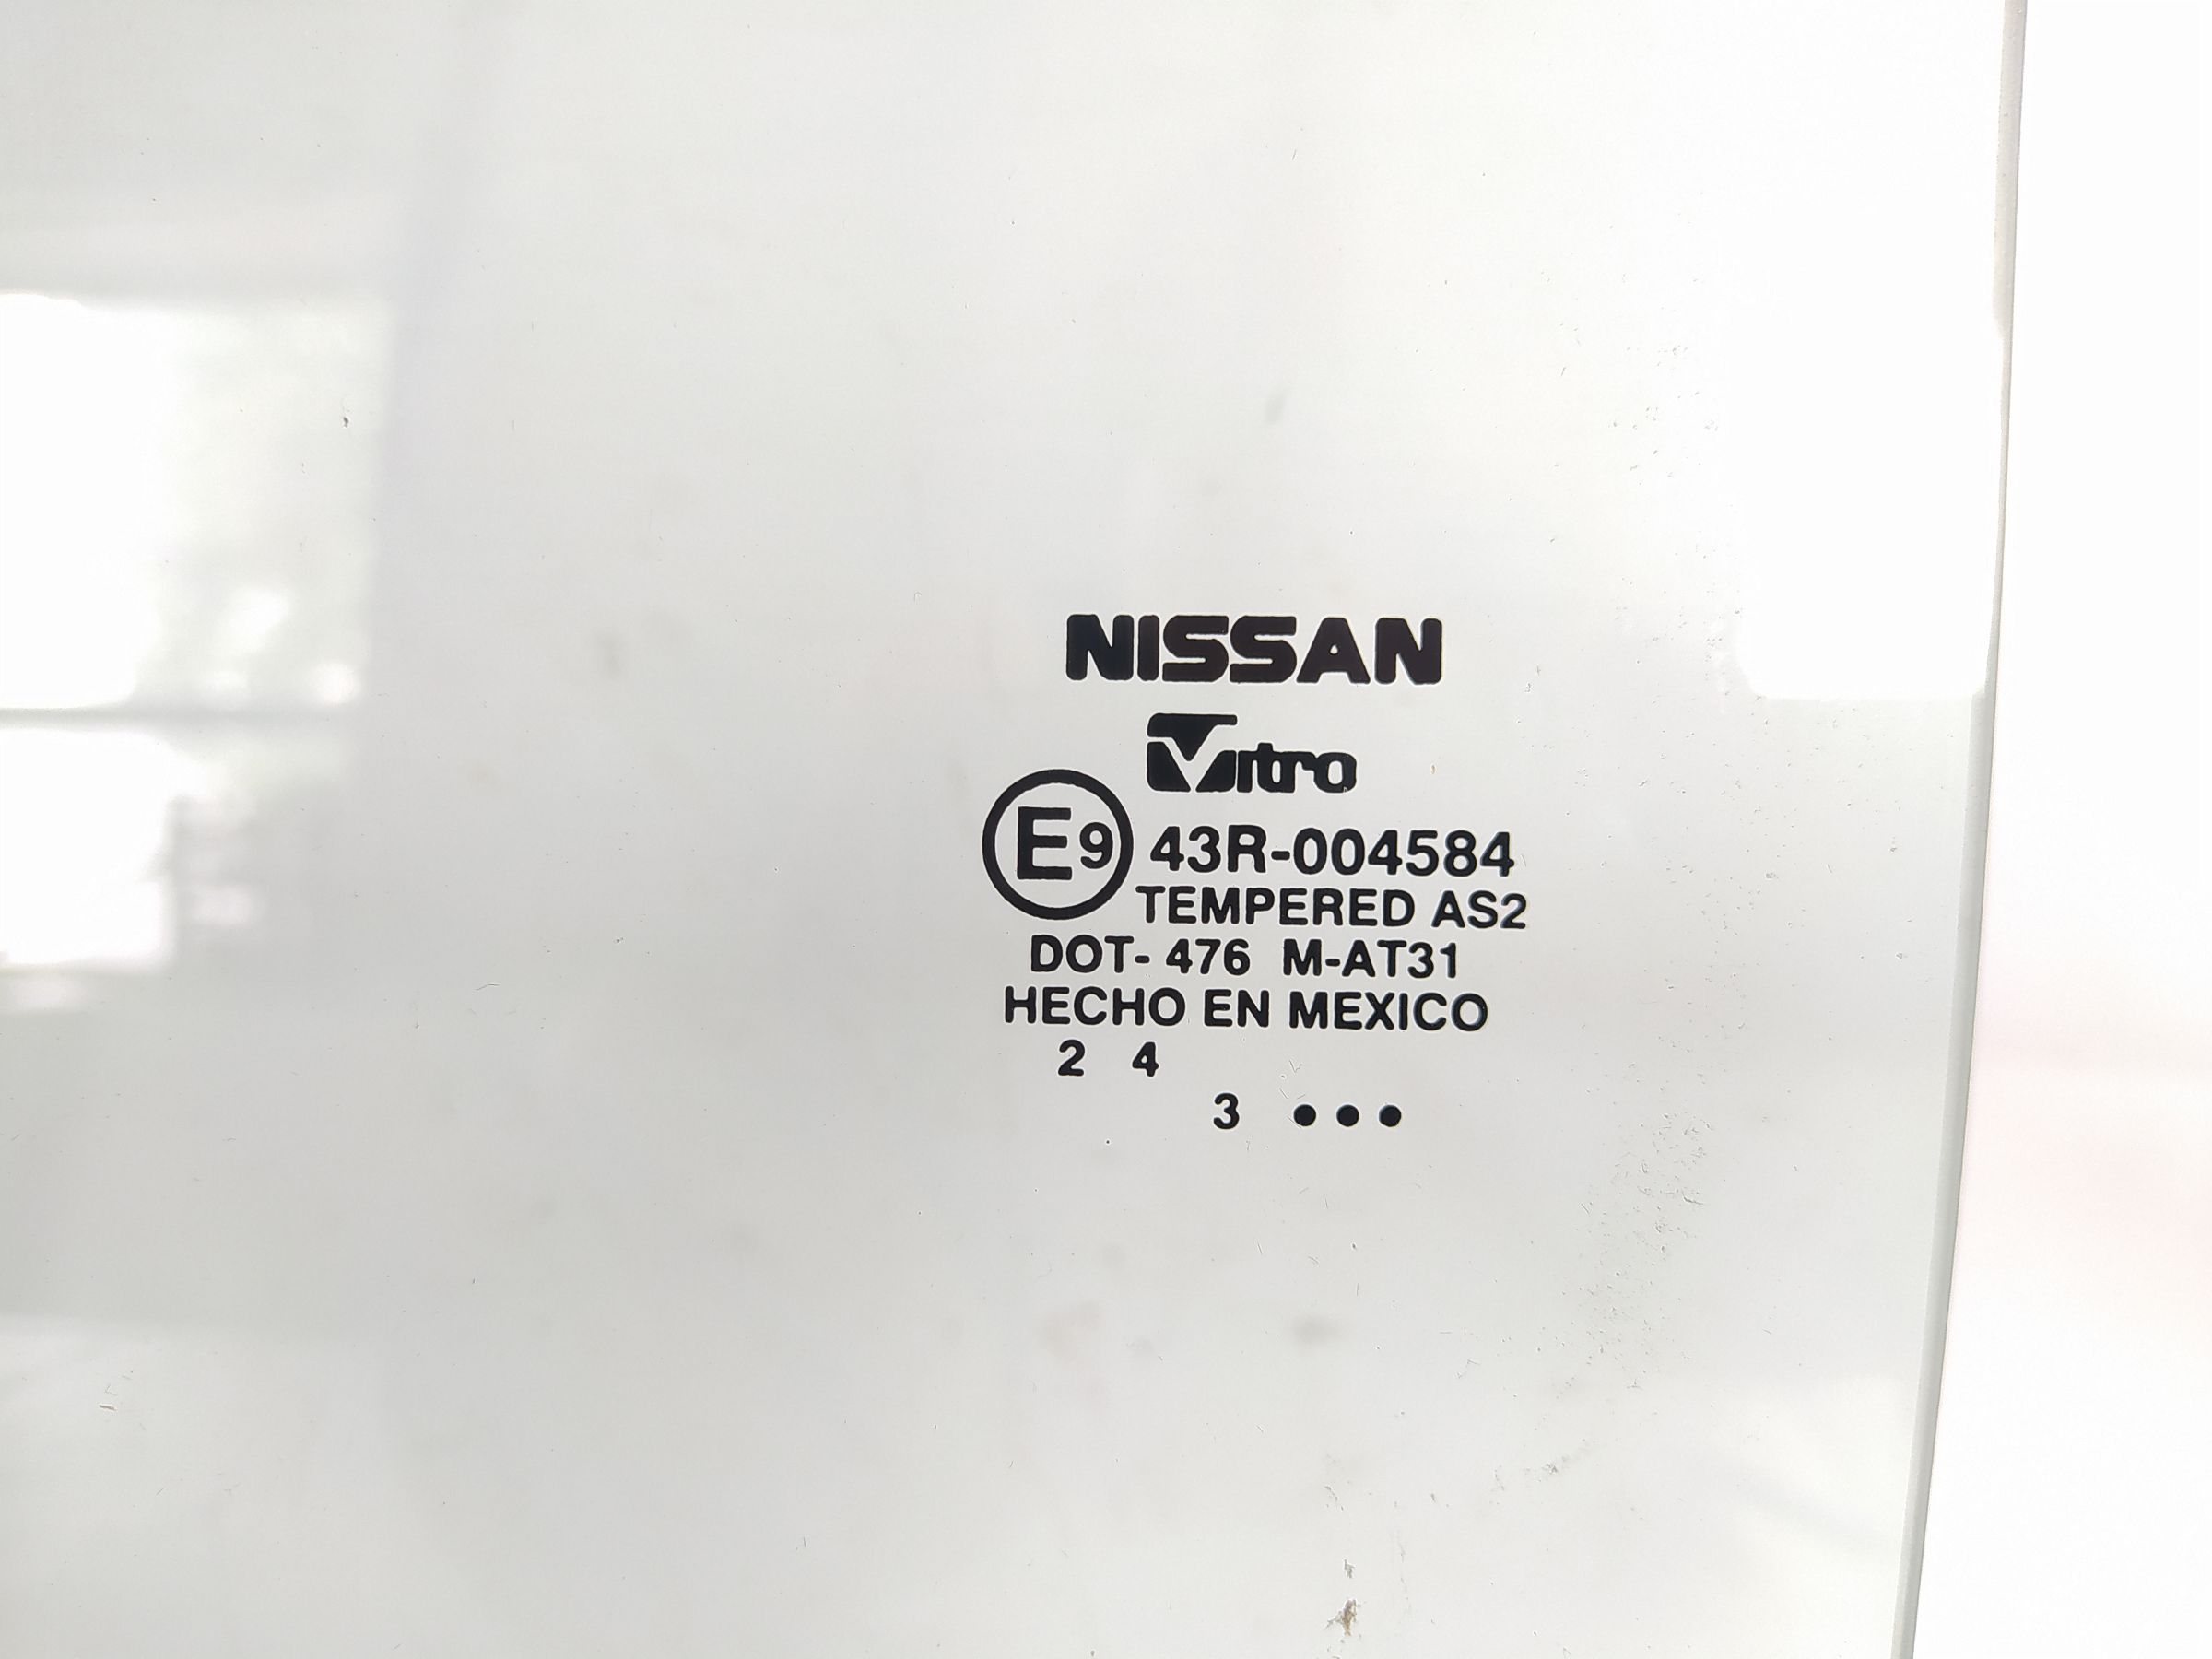 NISSAN
Vitro
E9 43R-004584
TEMPERED AS2
DOT- 476 M-AT31
HECHO EN MEXICO
2 4
3 •••